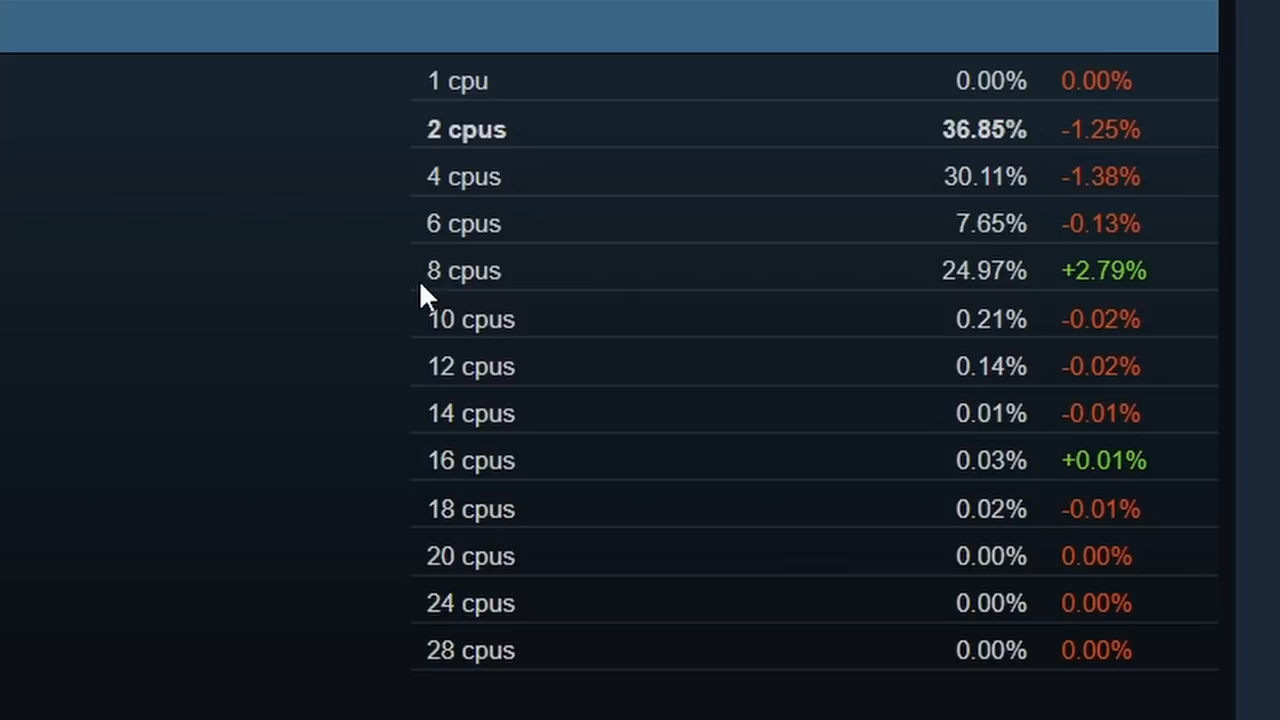 1 cpu 0.00% 0.00%
2 cpus 36.85% -1.25%
4 cpus 30.11% -1.38%
6 cpus 7.65% -0.13%
8 cpus 24.97% +2.79%
10 cpus 0.21% -0.02%
12 cpus 0.14% -0.02%
14 cpus 0.01% -0.01%
16 cpus 0.03% +0.01%
18 cpus 0.02% -0.01%
20 cpus 0.00% 0.00%
24 cpus 0.00% 0.00%
28 cpus 0.00% 0.00%